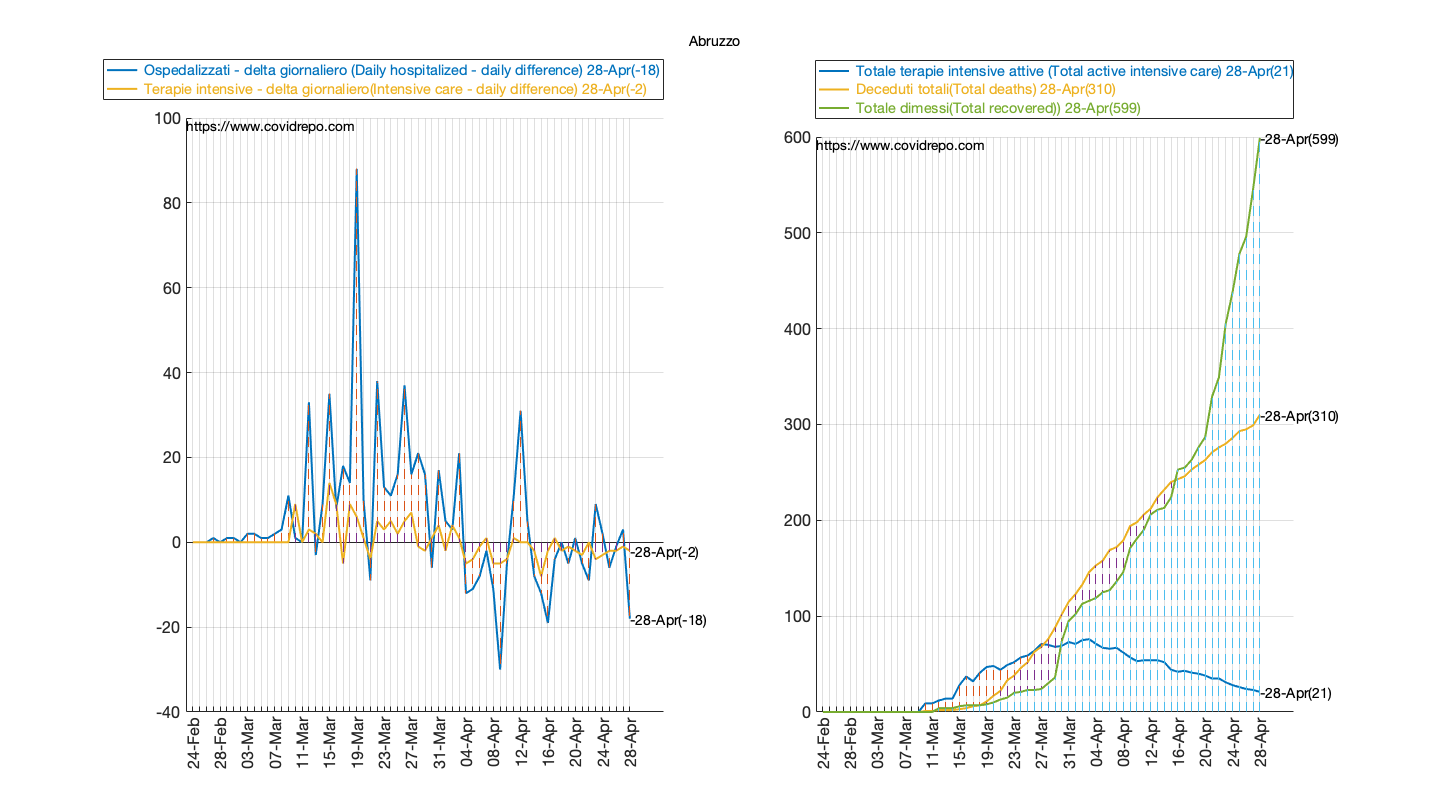 Abruzzo
Ospedalizzati - delta giornaliero (Daily hospitalized - daily difference) 28-Apr(-18)
Terapie intensive - delta giornaliero(Intensive care - daily difference) 28-Apr(-2)
https://www.covidrepo.com
100
80
60
40
20
0
-20
-40
-28-Apr(-2)
-28-Apr(-18)
24-Feb
28-Feb
03-Mar
07-Mar
11-Mar
15-Mar
19-Mar
23-Mar
27-Mar
31-Mar
04-Apr
08-Apr
12-Apr
16-Apr
20-Apr
24-Apr
28-Apr
Totale terapie intensive attive (Total active intensive care) 28-Apr(21)
Deceduti totali(Total deaths) 28-Apr(310)
Totale dimessi(Total recovered)) 28-Apr(599)
https://www.covidrepo.com
600
500
400
300
200
100
0
-28-Apr(599)
-28-Apr(310)
-28-Apr(21)
24-Feb
28-Feb
03-Mar
07-Mar
11-Mar
15-Mar
19-Mar
23-Mar
27-Mar
31-Mar
04-Apr
08-Apr
12-Apr
16-Apr
20-Apr
24-Apr
28-Apr